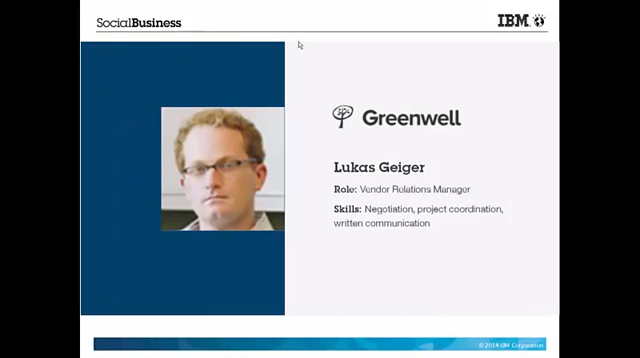 SocialBusiness
IBM
Greenwell
Lukas Geiger
Role: Vendor Relations Manager
Skills: Negotiation, project coordination,
written communication
© 2014 IBM Corporation